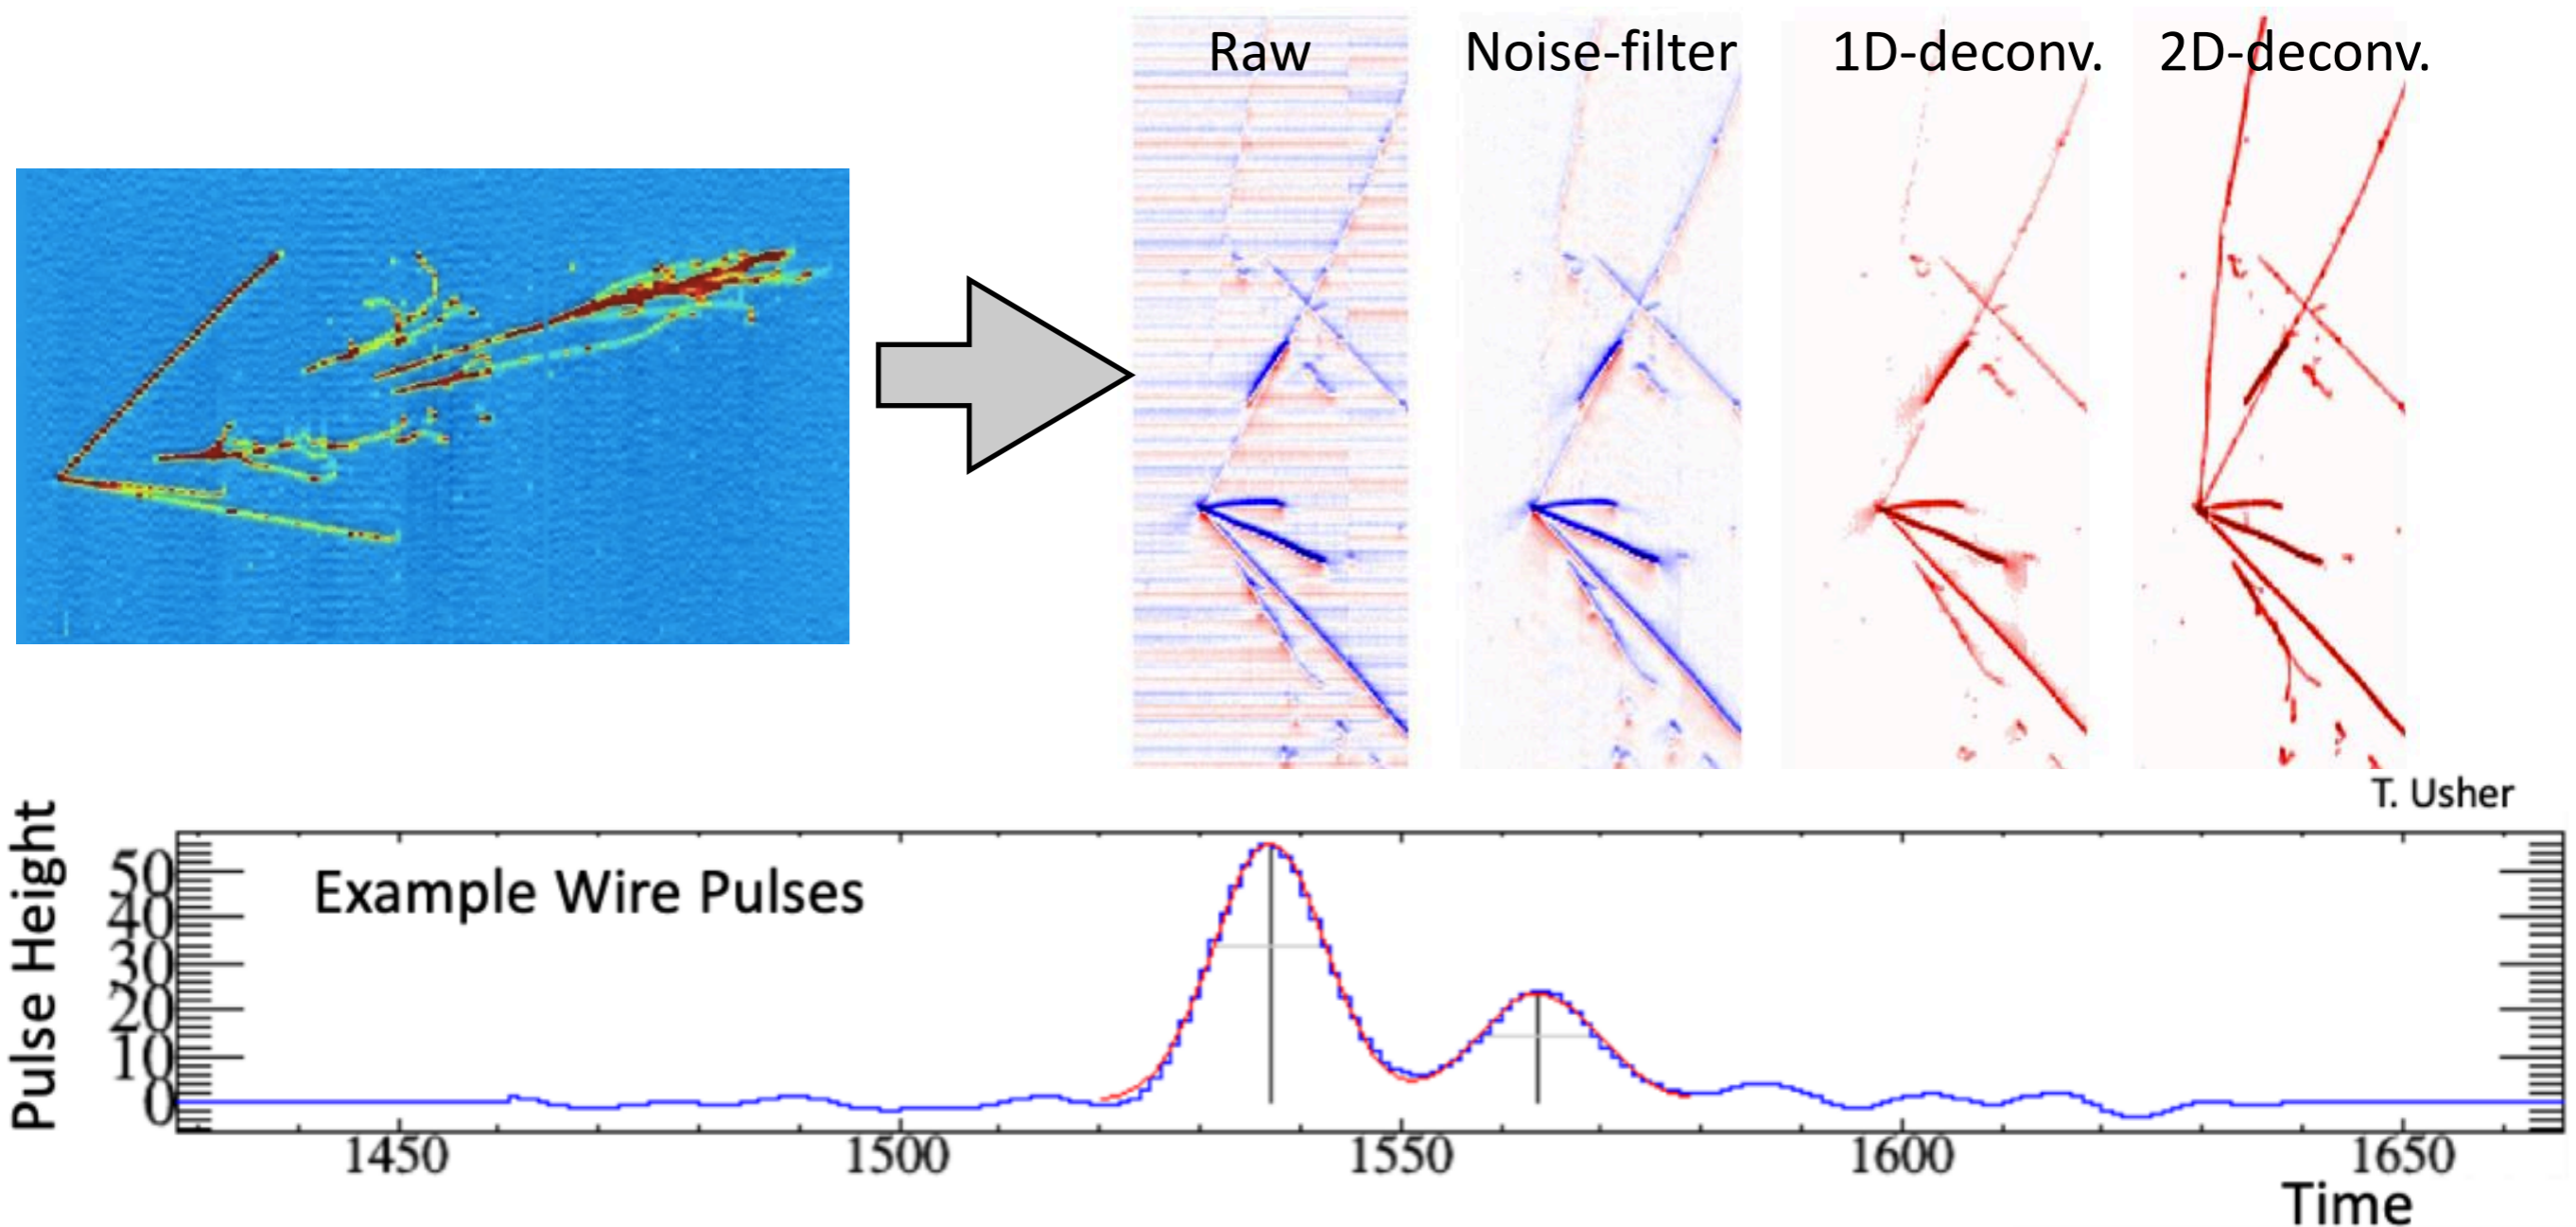 Raw
Noise-filter
1D-deconv.
2D-deconv.
T. Usher
Pulse Height
Example Wire Pulses
50
40
30
20
10
0
1450
1500
1550
1600
1650
Time